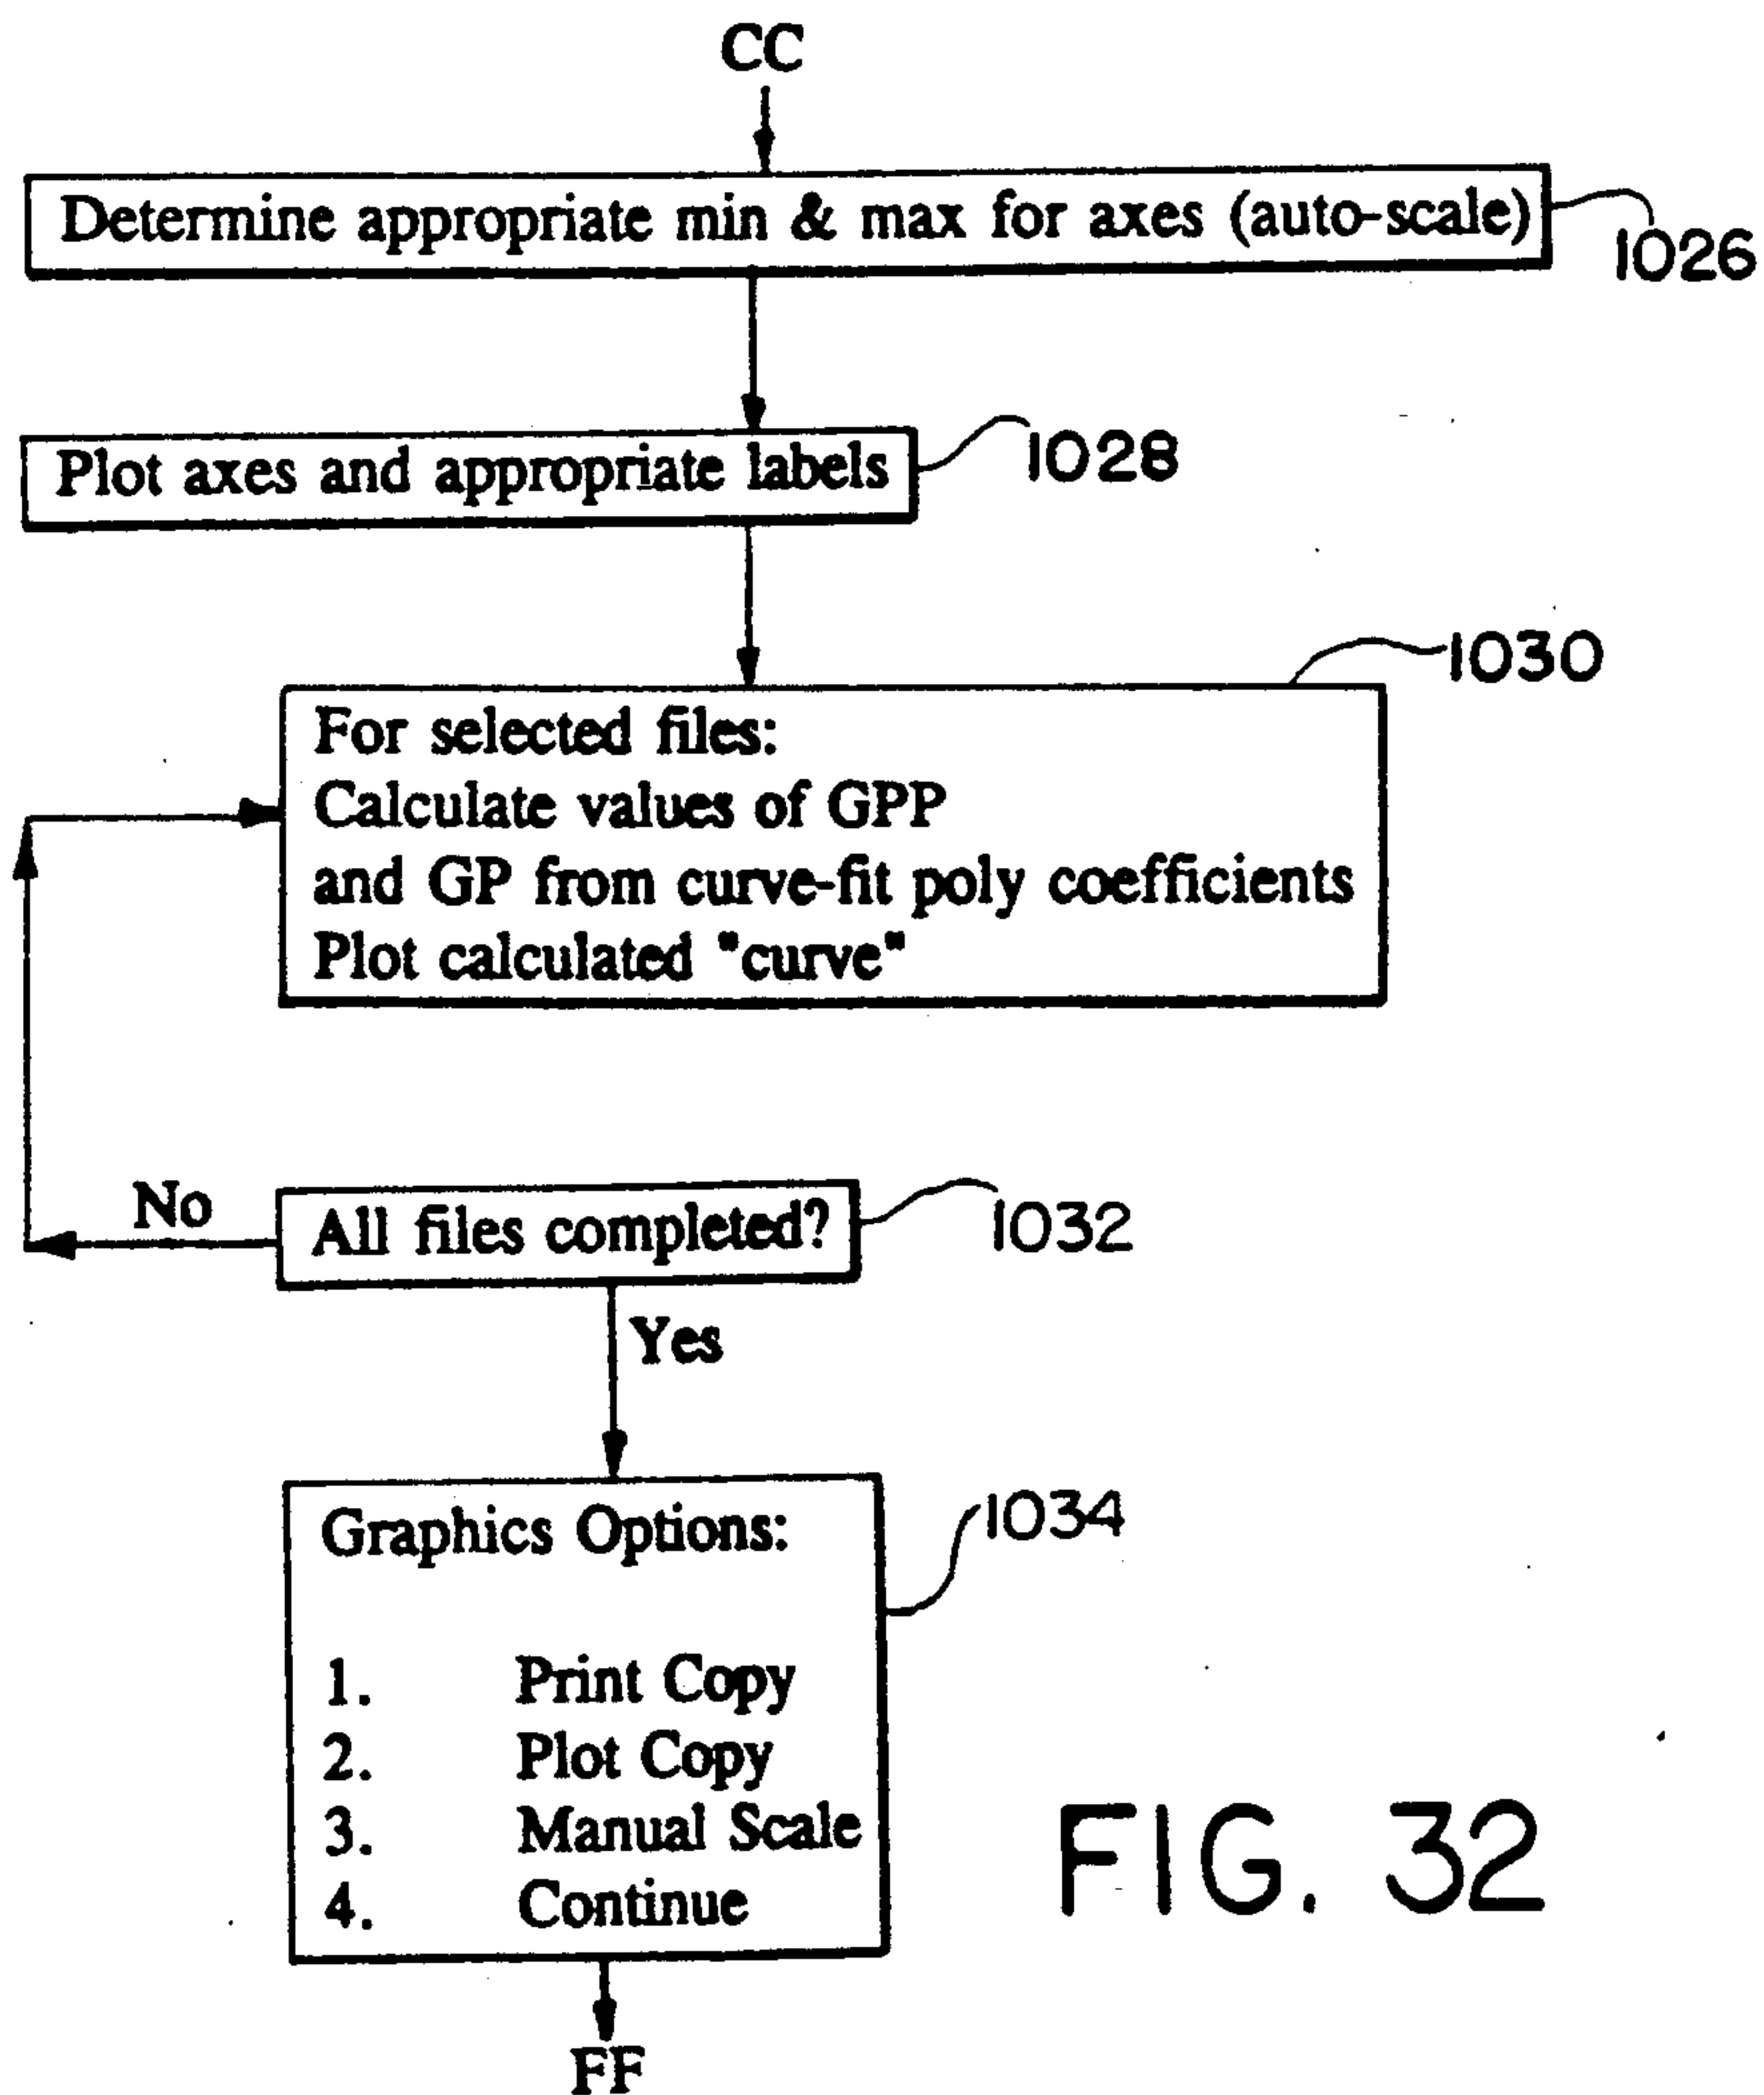 CC
Determine appropriate min & max for axes (auto-scale)
1026
Plot axes and appropriate labels
1028
1030
For selected files:
Calculate values of GPP
and GP from curve-fit poly coefficients
Plot calculated "curve"
No
All files completed?
1032
Yes
Graphics Options:
1034
1. Print Copy
2. Plot Copy
3. Manual Scale
4. Continue
FIG. 32
FF